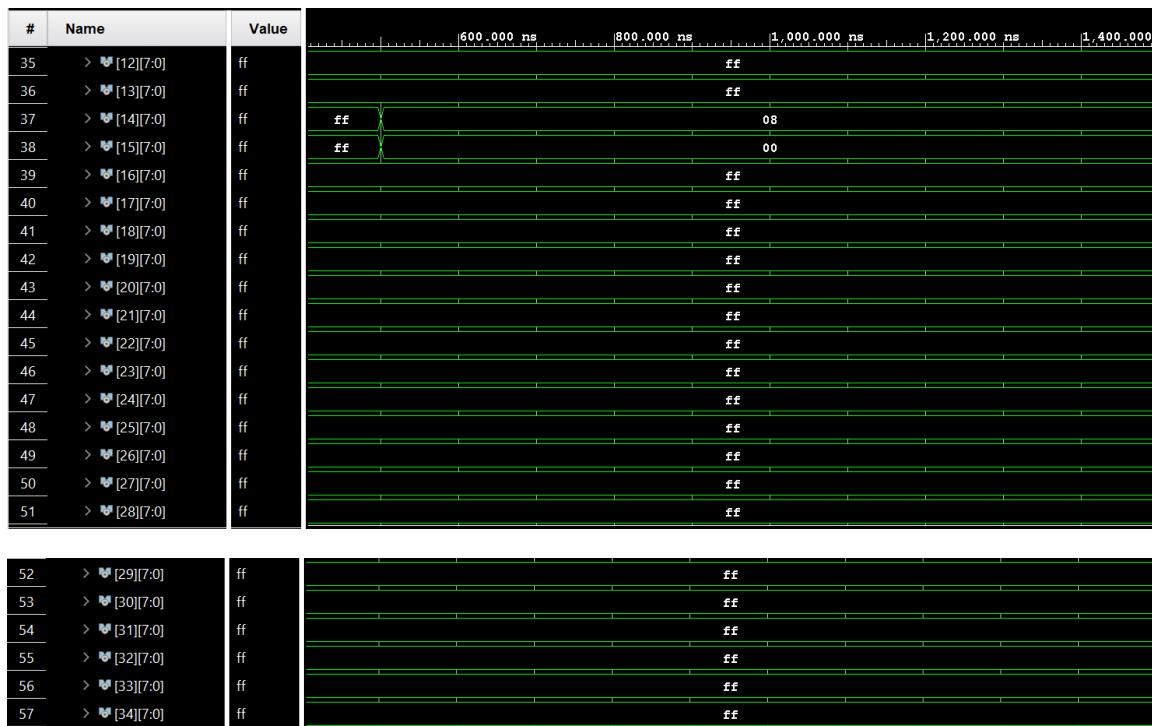 # Name Value
600.000 ns 800.000 ns 1,000.000 ns 1,200.000 ns 1,400.000
35 [12][7:0] ff ff
36 [13][7:0] ff ff
37 [14][7:0] ff ff 08
38 [15][7:0] ff ff 00
39 [16][7:0] ff ff
40 [17][7:0] ff ff
41 [18][7:0] ff ff
42 [19][7:0] ff ff
43 [20][7:0] ff ff
44 [21][7:0] ff ff
45 [22][7:0] ff ff
46 [23][7:0] ff ff
47 [24][7:0] ff ff
48 [25][7:0] ff ff
49 [26][7:0] ff ff
50 [27][7:0] ff ff
51 [28][7:0] ff ff
52 [29][7:0] ff ff
53 [30][7:0] ff ff
54 [31][7:0] ff ff
55 [32][7:0] ff ff
56 [33][7:0] ff ff
57 [34][7:0] ff ff